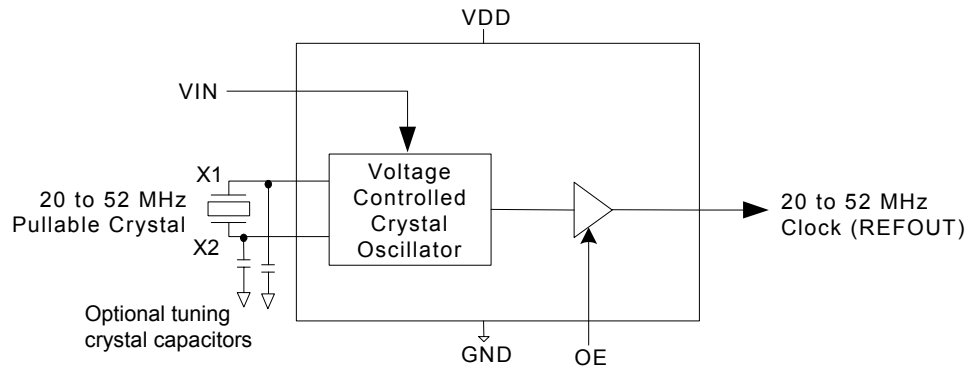 VDD
VIN
X1
20 to 52 MHz
Pullable Crystal
X2
Voltage
Controlled
Crystal
Oscillator
20 to 52 MHz
Clock (REFOUT)
Optional tuning
crystal capacitors
GND
OE